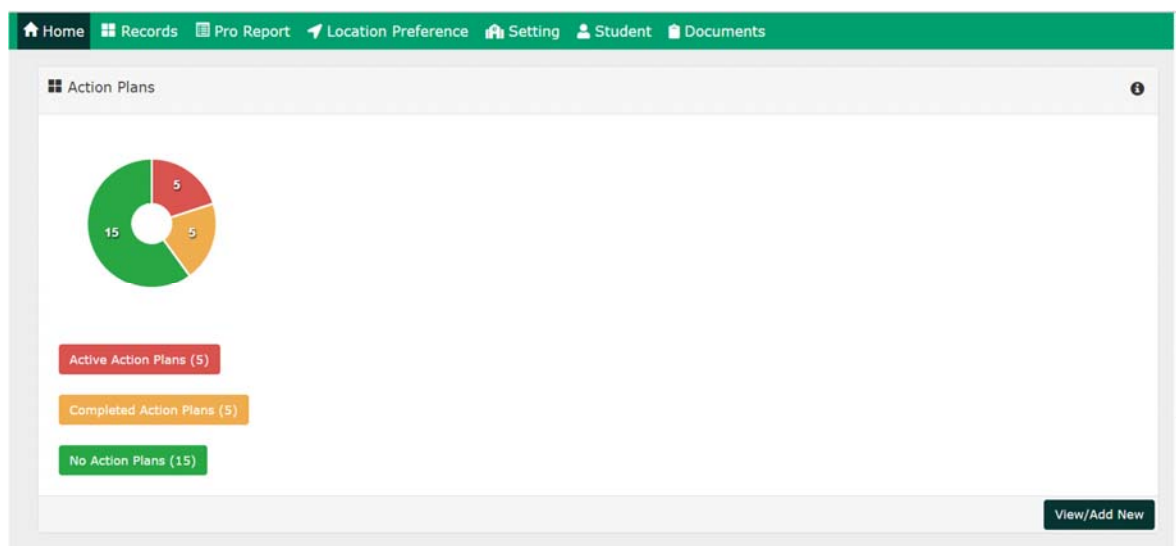 Home Records Pro Report Location Preference Setting Student Documents
Action Plans
5
15
5
Active Action Plans (5)
Completed Action Plans (5)
No Action Plans (15)
View/Add New